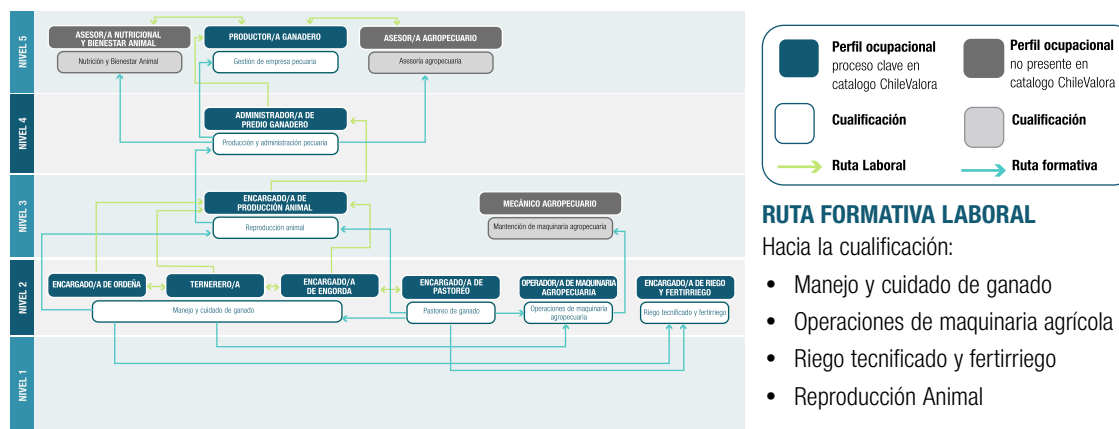 NIVEL 5
ASESOR/A NUTRICIONAL
Y BIENESTAR ANIMAL
Nutrición y Bienestar Animal
PRODUCTOR/A GANADERO
Gestión de empresa pecuaria
ASESOR/A AGROPECUARIO
Asesoría agropecuaria
NIVEL 4
ADMINISTRADOR/A DE
PREDIO GANADERO
Producción y administración pecuaria
NIVEL 3
ENCARGADO/A DE
PRODUCCIÓN ANIMAL
Reproducción animal
MECÁNICO AGROPECUARIO
Mantención de maquinaria agropecuaria
NIVEL 2
ENCARGADO/A DE ORDEÑA
TERNERERO/A
ENCARGADO/A
DE ENGORDA
Manejo y cuidado de ganado
ENCARGADO/A DE
PASTOREO
Pastoreo de ganado
OPERADOR/A DE MAQUINARIA
AGROPECUARIA
Operaciones de maquinaria
agropecuaria
ENCARGADO/A DE RIEGO
Y FERTIRRIEGO
Riego tecnificado y fertirriego
NIVEL 1
Perfil ocupacional
proceso clave en
catalogo ChileValora
Perfil ocupacional
no presente en
catalogo ChileValora
Cualificación
Cualificación
Ruta Laboral
Ruta formativa
RUTA FORMATIVA LABORAL
Hacia la cualificación:
• Manejo y cuidado de ganado
• Operaciones de maquinaria agrícola
• Riego tecnificado y fertirriego
• Reproducción Animal